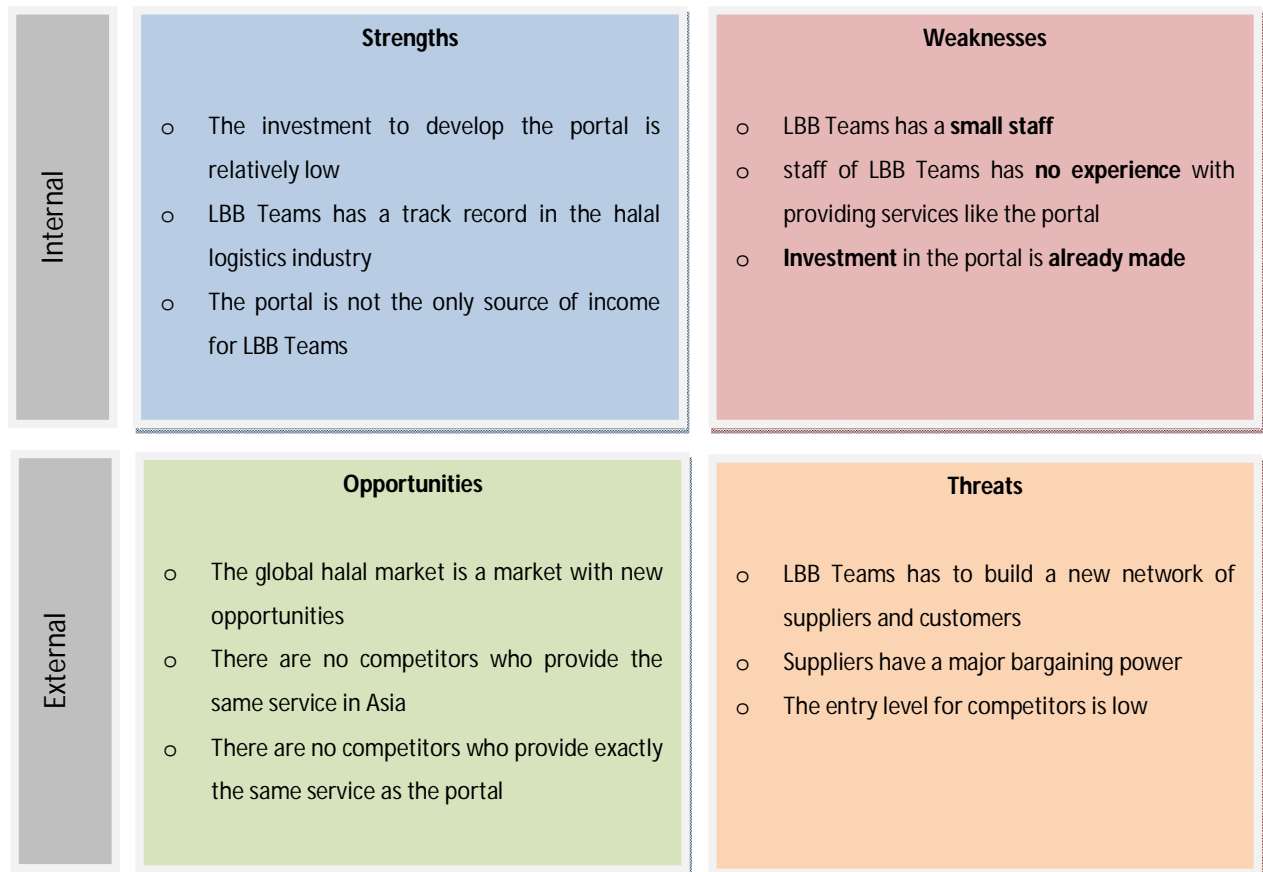 Internal
Strengths
o The investment to develop the portal is
relatively low
o LBB Teams has a track record in the halal
logistics industry
o The portal is not the only source of income
for LBB Teams
Weaknesses
o LBB Teams has a small staff
o staff of LBB Teams has no experience with
providing services like the portal
o Investment in the portal is already made
External
Opportunities
o The global halal market is a market with new
opportunities
o There are no competitors who provide the
same service in Asia
o There are no competitors who provide exactly
the same service as the portal
Threats
o LBB Teams has to build a new network of
suppliers and customers
o Suppliers have a major bargaining power
o The entry level for competitors is low